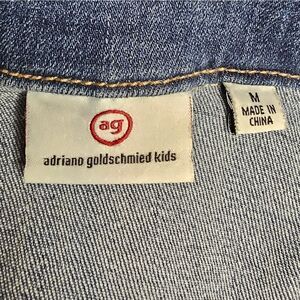 ag
adriano goldschmied kids
M
MADE IN
CHINA